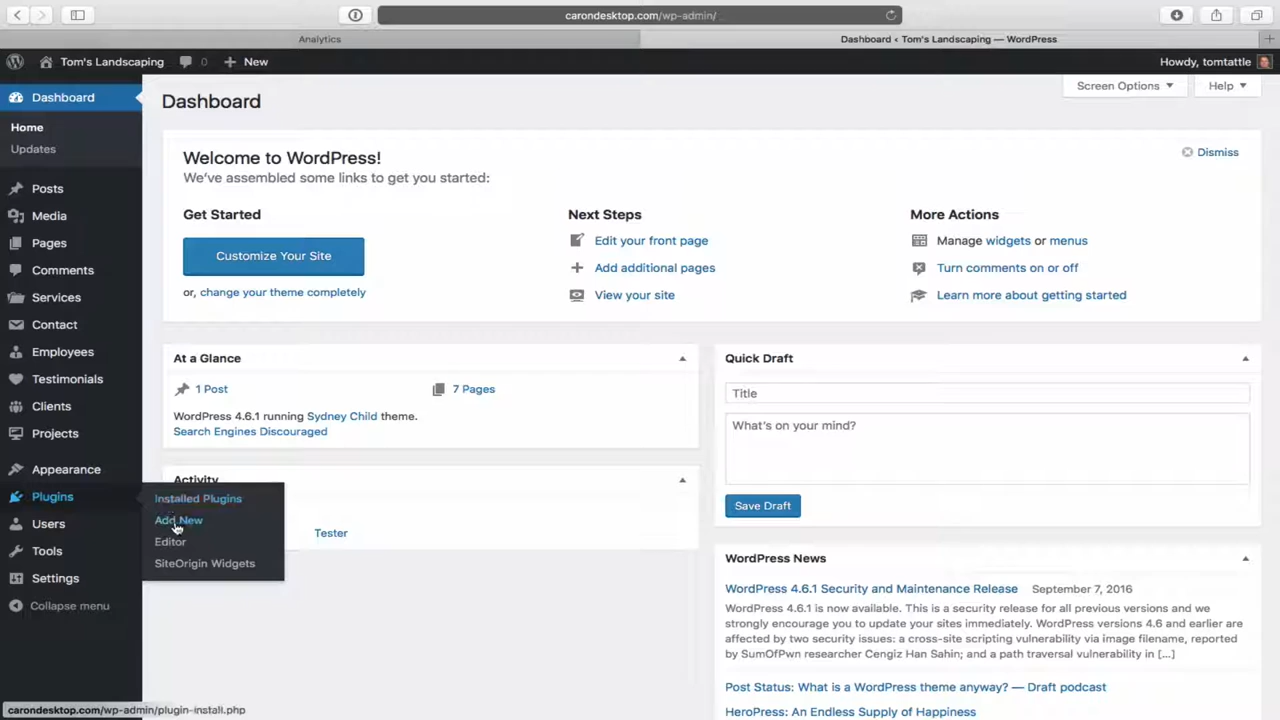 carondesktop.com/wp-admin/
Analytics
Dashboard ‹ Tom's Landscaping — WordPress
Tom's Landscaping
0
New
Howdy, tomtattle
Dashboard
Home
Updates
Posts
Media
Pages
Comments
Services
Contact
Employees
Testimonials
Clients
Projects
Appearance
Plugins
Users
Tools
Settings
Collapse menu
Installed Plugins
Add New
Editor
SiteOrigin Widgets
Dashboard
Screen Options
Help
Welcome to WordPress!
Dismiss
We've assembled some links to get you started:
Get Started
Customize Your Site
or, change your theme completely
Next Steps
Edit your front page
Add additional pages
View your site
More Actions
Manage widgets or menus
Turn comments on or off
Learn more about getting started
At a Glance
1 Post
7 Pages
WordPress 4.6.1 running Sydney Child theme.
Search Engines Discouraged
Activity
Tester
Quick Draft
Title
What's on your mind?
Save Draft
WordPress News
WordPress 4.6.1 Security and Maintenance Release September 7, 2016
WordPress 4.6.1 is now available. This is a security release for all previous versions and we
strongly encourage you to update your sites immediately. WordPress versions 4.6 and earlier are
affected by two security issues: a cross-site scripting vulnerability via image filename, reported
by SumOfPwn researcher Cengiz Han Sahin; and a path traversal vulnerability in […]
Post Status: What is a WordPress theme anyway? — Draft podcast
HeroPress: An Endless Supply of Happiness
carondesktop.com/wp-admin/plugin-install.php